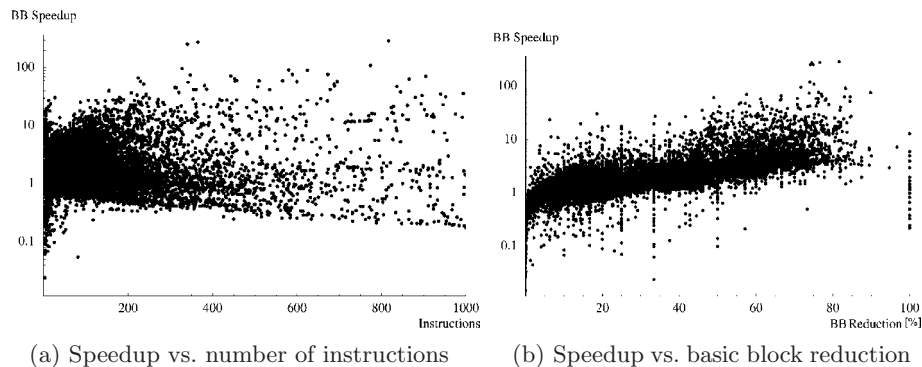 BB Speedup
100
10
1
0.1
200 400 600 800 1000
Instructions
(a) Speedup vs. number of instructions
BB Speedup
100
10
1
0.1
20 40 60 80 100
BB Reduction [%]
(b) Speedup vs. basic block reduction